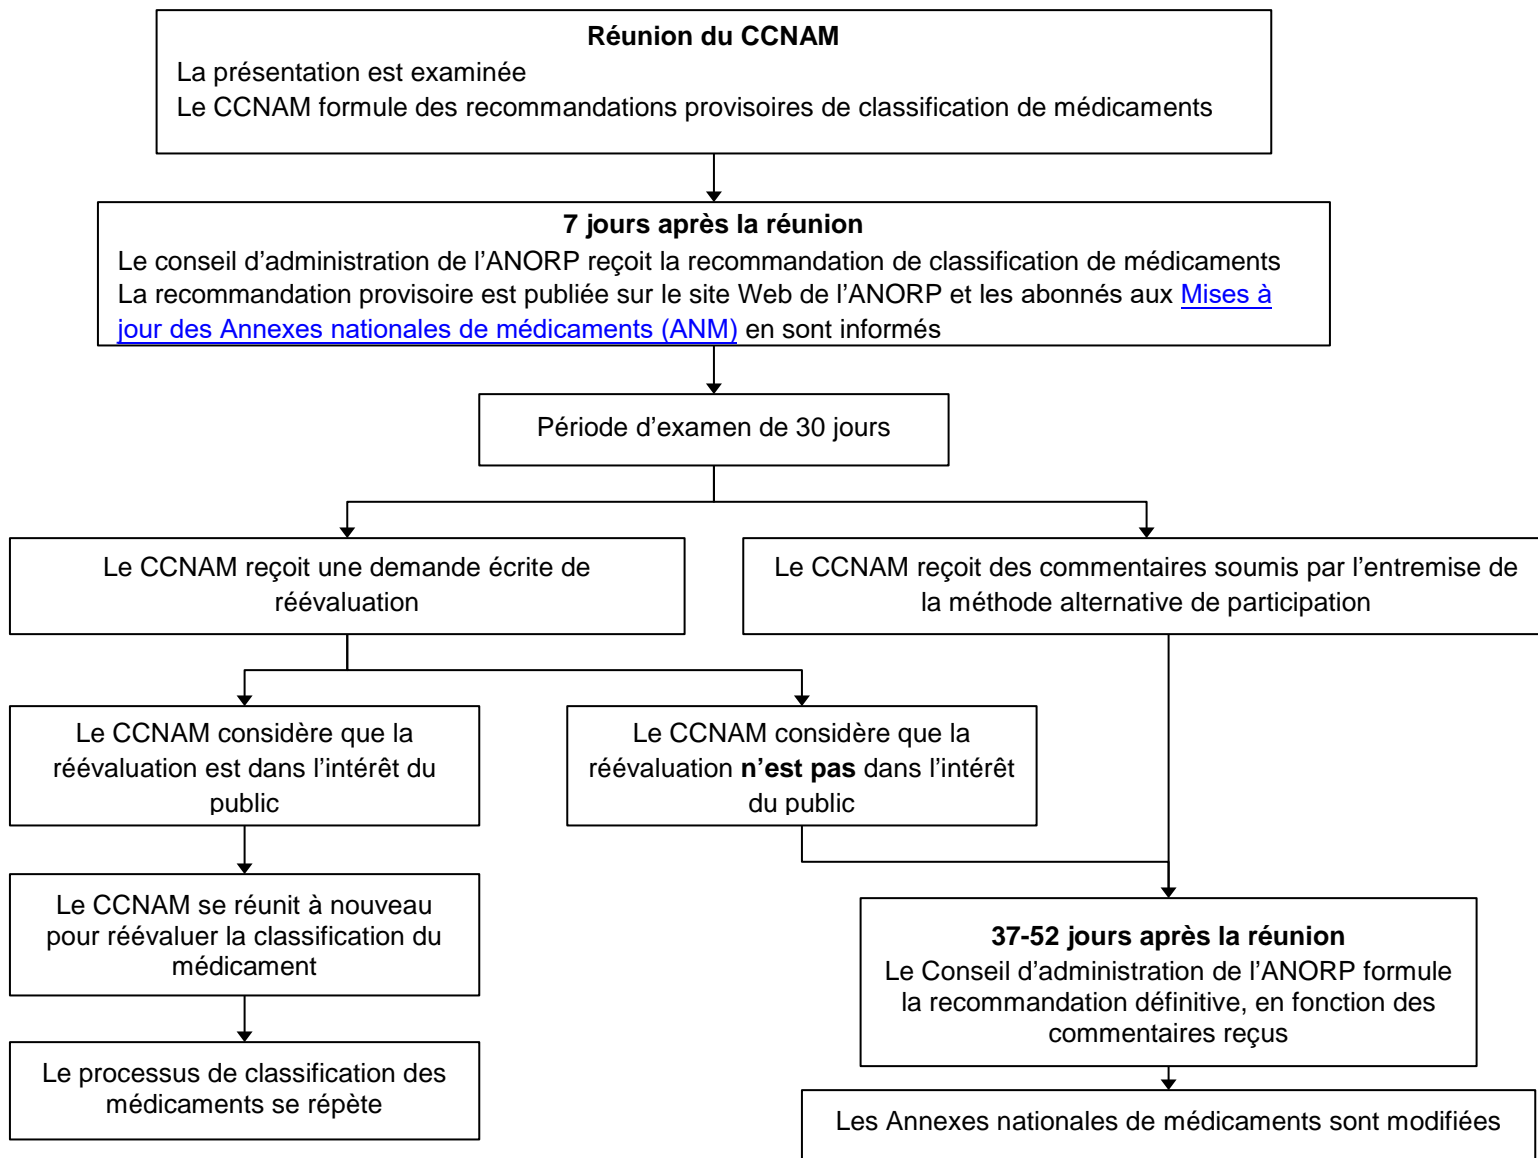 Réunion du CCNAM
La présentation est examinée
Le CCNAM formule des recommandations provisoires de classification de médicaments
7 jours après la réunion
Le conseil d’administration de l’ANORP reçoit la recommandation de classification de médicaments
La recommandation provisoire est publiée sur le site Web de l’ANORP et les abonnés aux Mises à
jour des Annexes nationales de médicaments (ANM) en sont informés
Période d’examen de 30 jours
Le CCNAM reçoit une demande écrite de
réévaluation
Le CCNAM reçoit des commentaires soumis par l’entremise de
la méthode alternative de participation
Le CCNAM considère que la
réévaluation est dans l’intérêt du
public
Le CCNAM considère que la
réévaluation n’est pas dans l’intérêt
du public
Le CCNAM se réunit à nouveau
pour réévaluer la classification du
médicament
37-52 jours après la réunion
Le Conseil d’administration de l’ANORP formule
la recommandation définitive, en fonction des
commentaires reçus
Le processus de classification des
médicaments se répète
Les Annexes nationales de médicaments sont modifiées